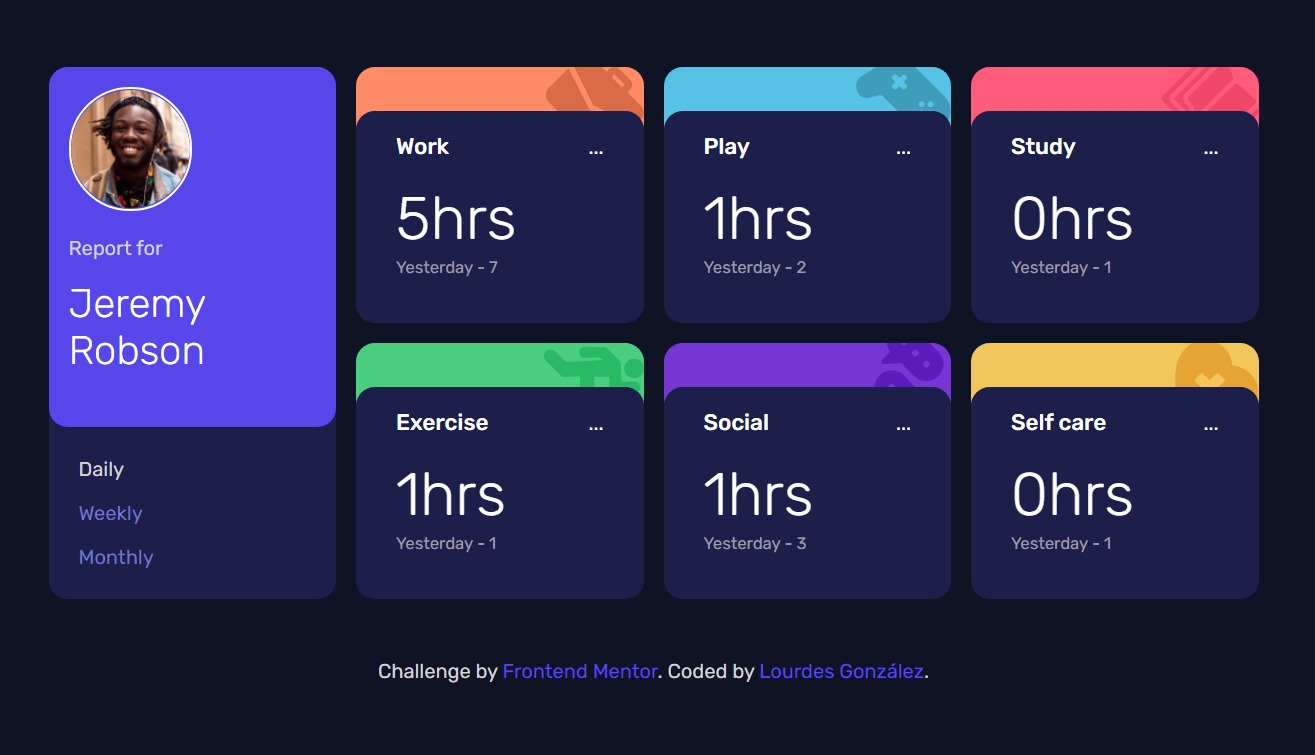 Report for
Jeremy
Robson
Daily
Weekly
Monthly
Work ...
5hrs
Yesterday - 7
Play ...
1hrs
Yesterday - 2
Study ...
0hrs
Yesterday - 1
Exercise ...
1hrs
Yesterday - 1
Social ...
1hrs
Yesterday - 3
Self care ...
0hrs
Yesterday - 1
Challenge by Frontend Mentor. Coded by Lourdes González.